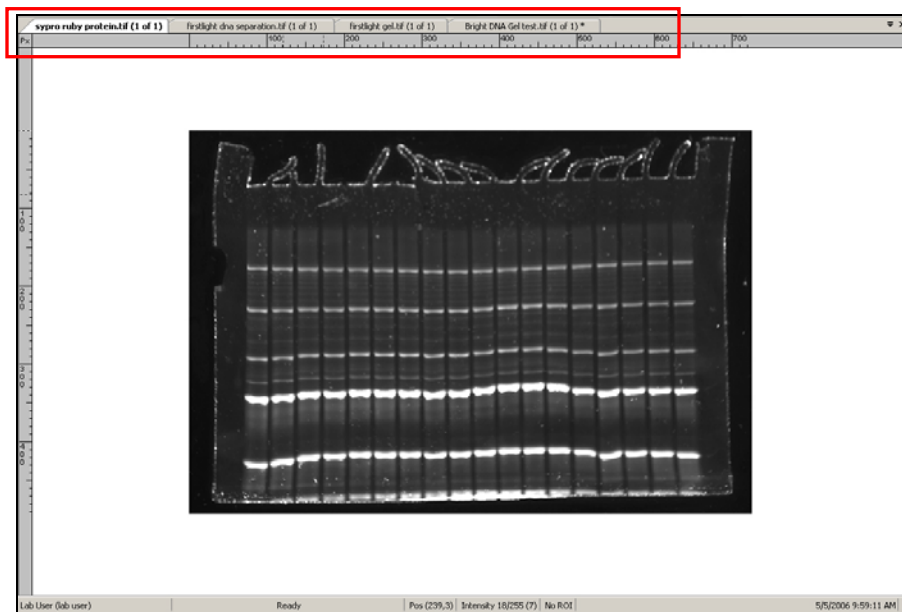 sypro ruby protein.tif (1 of 1) firstlight dna separation.tif (1 of 1) firstlight gel.tif (1 of 1) Bright DNA Gel test.tif (1 of 1) *
Px 100 200 300 400 500 600 700
100
200
300
400
Lab User (lab user) Ready Pos (239,3) Intensity 18/255 (7) No ROI 5/5/2006 9:59:11 AM